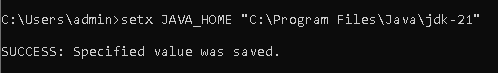 C:\Users\admin>setx JAVA_HOME "C:\Program Files\Java\jdk-21"
SUCCESS: Specified value was saved.